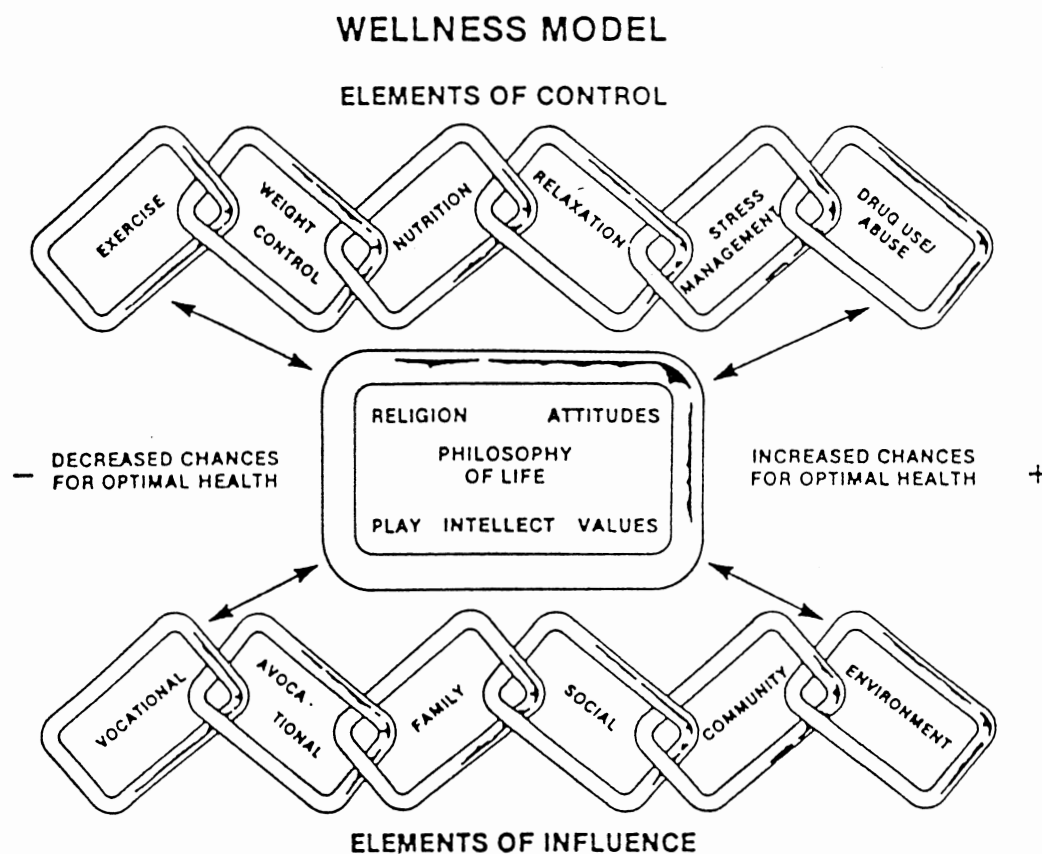 WELLNESS MODEL
ELEMENTS OF CONTROL
EXERCISE
WEIGHT
CONTROL
NUTRITION
RELAXATION
STRESS
MANAGEMENT
DRUG USE/
ABUSE
RELIGION ATTITUDES
PHILOSOPHY
OF LIFE
PLAY INTELLECT VALUES
− DECREASED CHANCES
FOR OPTIMAL HEALTH
INCREASED CHANCES +
FOR OPTIMAL HEALTH
VOCATIONAL
AVOCA-
TIONAL
FAMILY
SOCIAL
COMMUNITY
ENVIRONMENT
ELEMENTS OF INFLUENCE